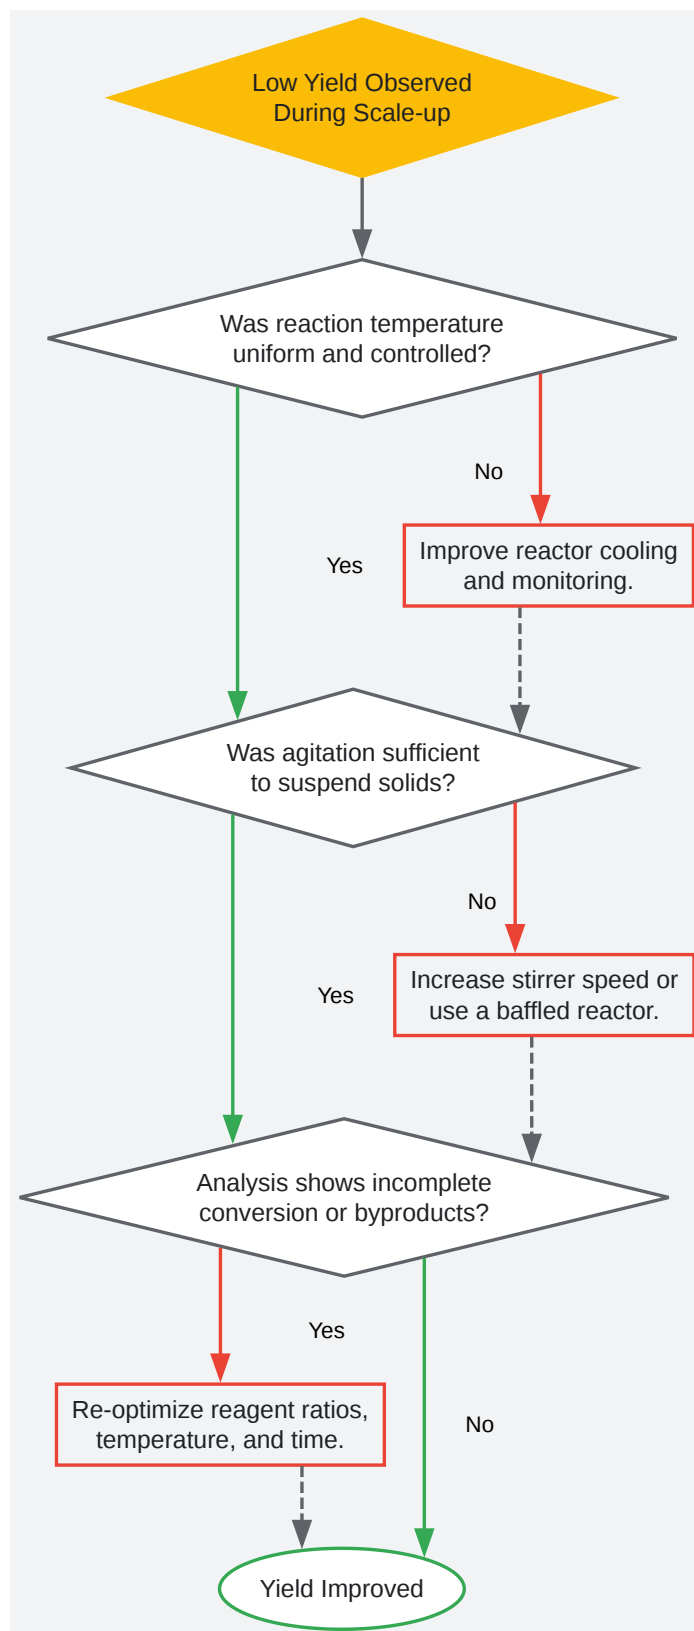 Low Yield Observed
During Scale-up
Was reaction temperature
uniform and controlled?
No
Improve reactor cooling
and monitoring.
Yes
Was agitation sufficient
to suspend solids?
No
Increase stirrer speed or
use a baffled reactor.
Yes
Analysis shows incomplete
conversion or byproducts?
Yes
Re-optimize reagent ratios,
temperature, and time.
No
Yield Improved